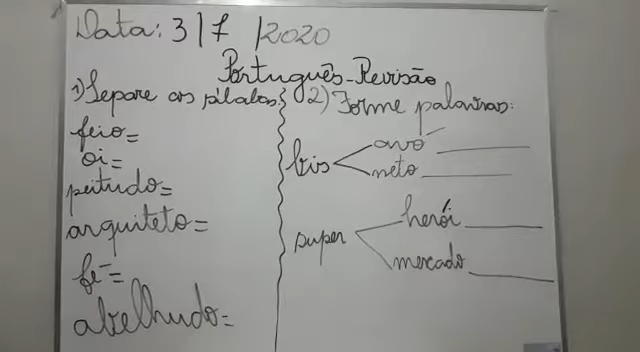 Data: 3/7/2020
Português-Revisão
1) Separe as sílabas
feio=
oi=
peitudo=
arquiteto=
fé=
abelhudo=
2) Forme palavras:
bis
avó
neto
super
herói
mercado